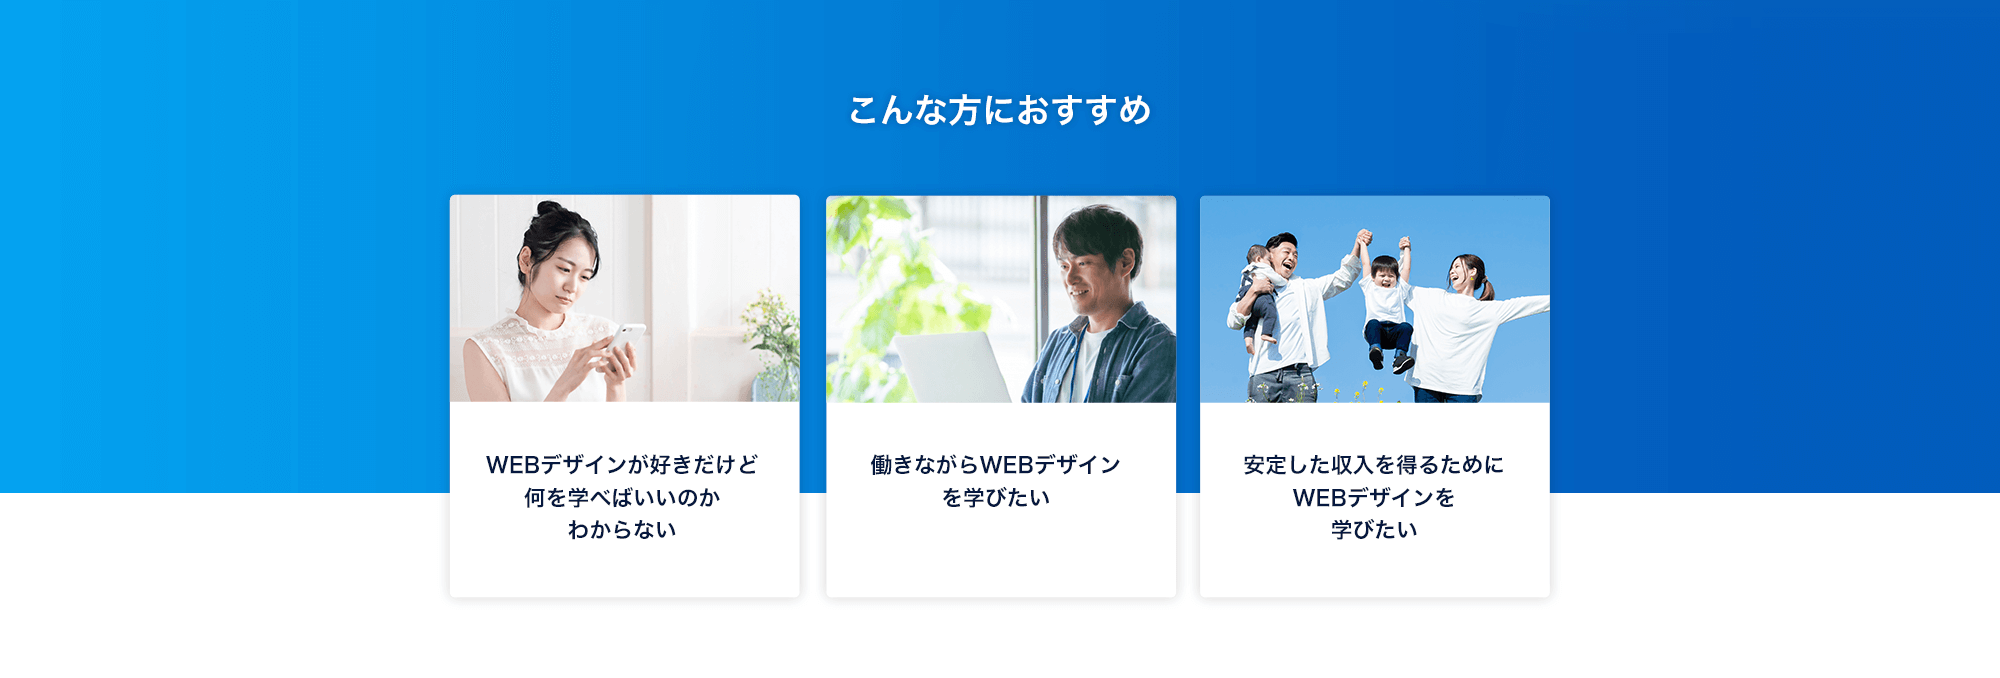 こんな方におすすめ
WEBデザインが好きだけど
何を学べばいいのか
わからない
働きながらWEBデザイン
を学びたい
安定した収入を得るために
WEBデザインを
学びたい